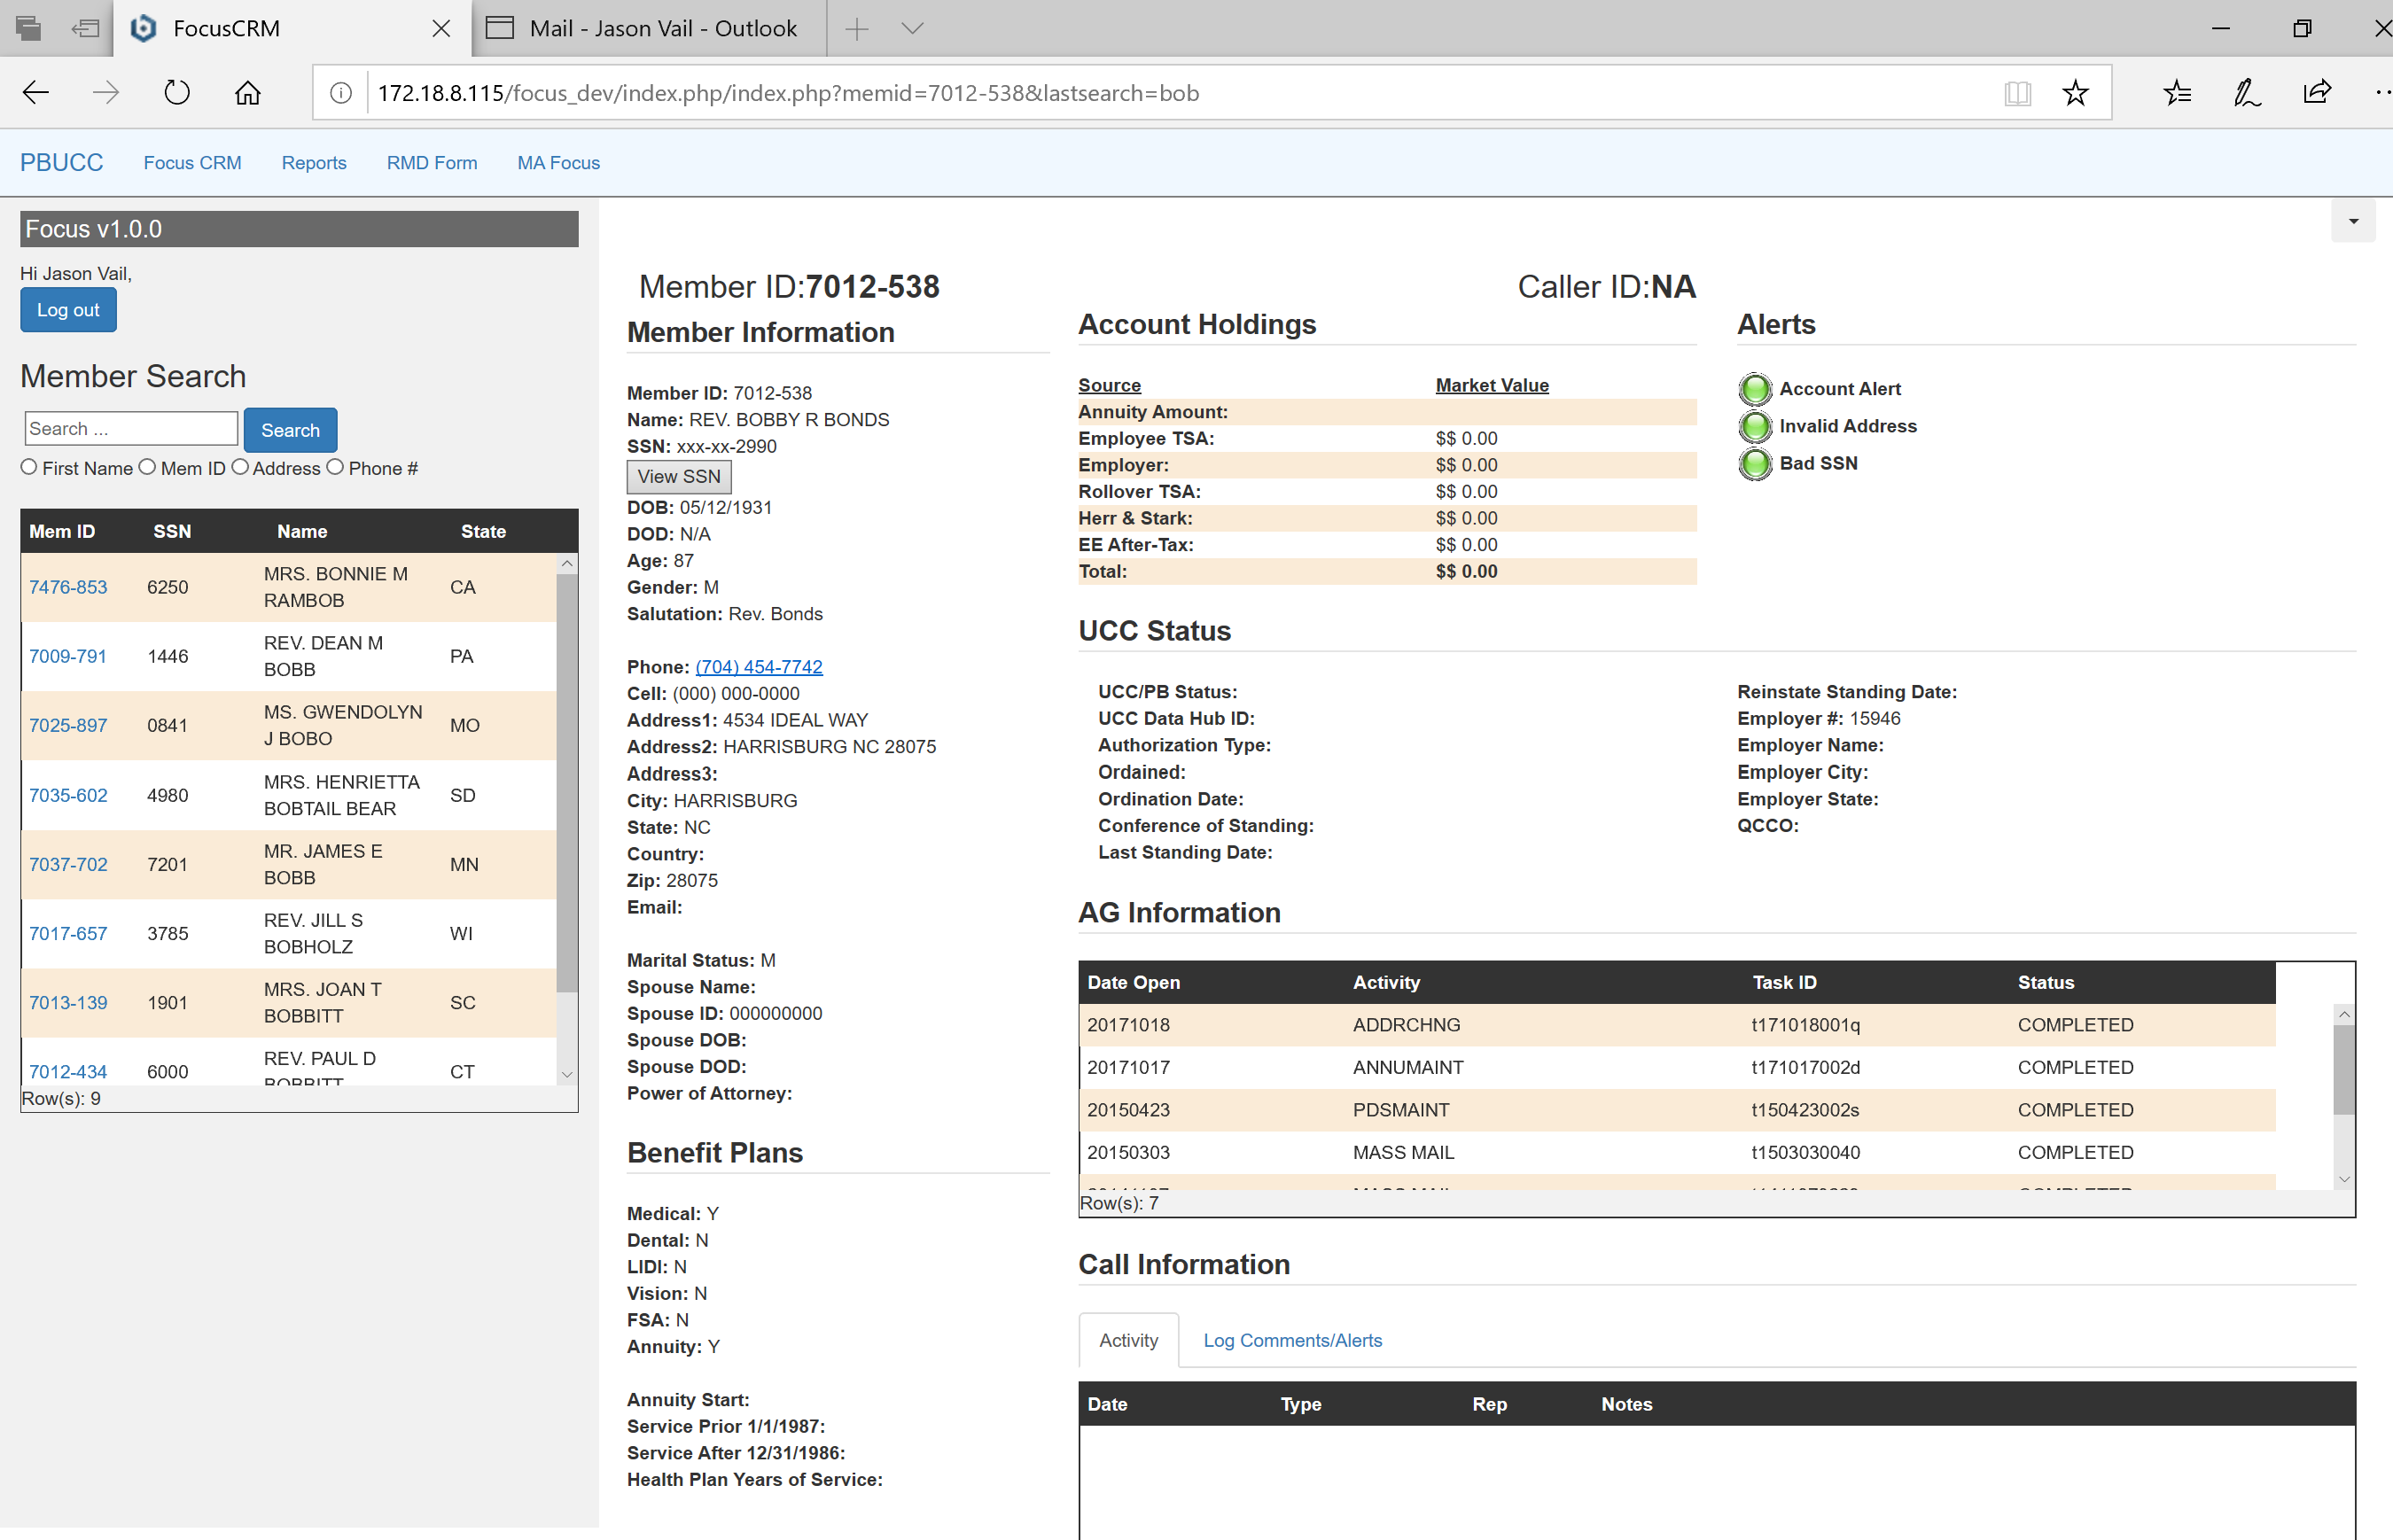 FocusCRM
Mail - Jason Vail - Outlook
172.18.8.115/focus_dev/index.php/index.php?memid=7012-538&lastsearch=bob
PBUCC Focus CRM Reports RMD Form MA Focus
Focus v1.0.0
Hi Jason Vail,
Log out
Member Search
Search ... Search
First Name Mem ID Address Phone #
Mem ID SSN Name State
7476-853 6250 MRS. BONNIE M RAMBOB CA
7009-791 1446 REV. DEAN M BOBB PA
7025-897 0841 MS. GWENDOLYN J BOBO MO
7035-602 4980 MRS. HENRIETTA BOBTAIL BEAR SD
7037-702 7201 MR. JAMES E BOBB MN
7017-657 3785 REV. JILL S BOBHOLZ WI
7013-139 1901 MRS. JOAN T BOBBITT SC
7012-434 6000 REV. PAUL D BOBBITT CT
Row(s): 9
Member ID:7012-538
Caller ID:NA
Member Information
Member ID: 7012-538
Name: REV. BOBBY R BONDS
SSN: xxx-xx-2990
View SSN
DOB: 05/12/1931
DOD: N/A
Age: 87
Gender: M
Salutation: Rev. Bonds
Phone: (704) 454-7742
Cell: (000) 000-0000
Address1: 4534 IDEAL WAY
Address2: HARRISBURG NC 28075
Address3:
City: HARRISBURG
State: NC
Country:
Zip: 28075
Email:
Marital Status: M
Spouse Name:
Spouse ID: 000000000
Spouse DOB:
Spouse DOD:
Power of Attorney:
Benefit Plans
Medical: Y
Dental: N
LIDI: N
Vision: N
FSA: N
Annuity: Y
Annuity Start:
Service Prior 1/1/1987:
Service After 12/31/1986:
Health Plan Years of Service:
Account Holdings
Source Market Value
Annuity Amount:
Employee TSA: $$ 0.00
Employer: $$ 0.00
Rollover TSA: $$ 0.00
Herr & Stark: $$ 0.00
EE After-Tax: $$ 0.00
Total: $$ 0.00
Alerts
Account Alert
Invalid Address
Bad SSN
UCC Status
UCC/PB Status:
UCC Data Hub ID:
Authorization Type:
Ordained:
Ordination Date:
Conference of Standing:
Last Standing Date:
Reinstate Standing Date:
Employer #: 15946
Employer Name:
Employer City:
Employer State:
QCCO:
AG Information
Date Open Activity Task ID Status
20171018 ADDRCHNG t171018001q COMPLETED
20171017 ANNUMAINT t171017002d COMPLETED
20150423 PDSMAINT t150423002s COMPLETED
20150303 MASS MAIL t1503030040 COMPLETED
Row(s): 7
Call Information
Activity Log Comments/Alerts
Date Type Rep Notes